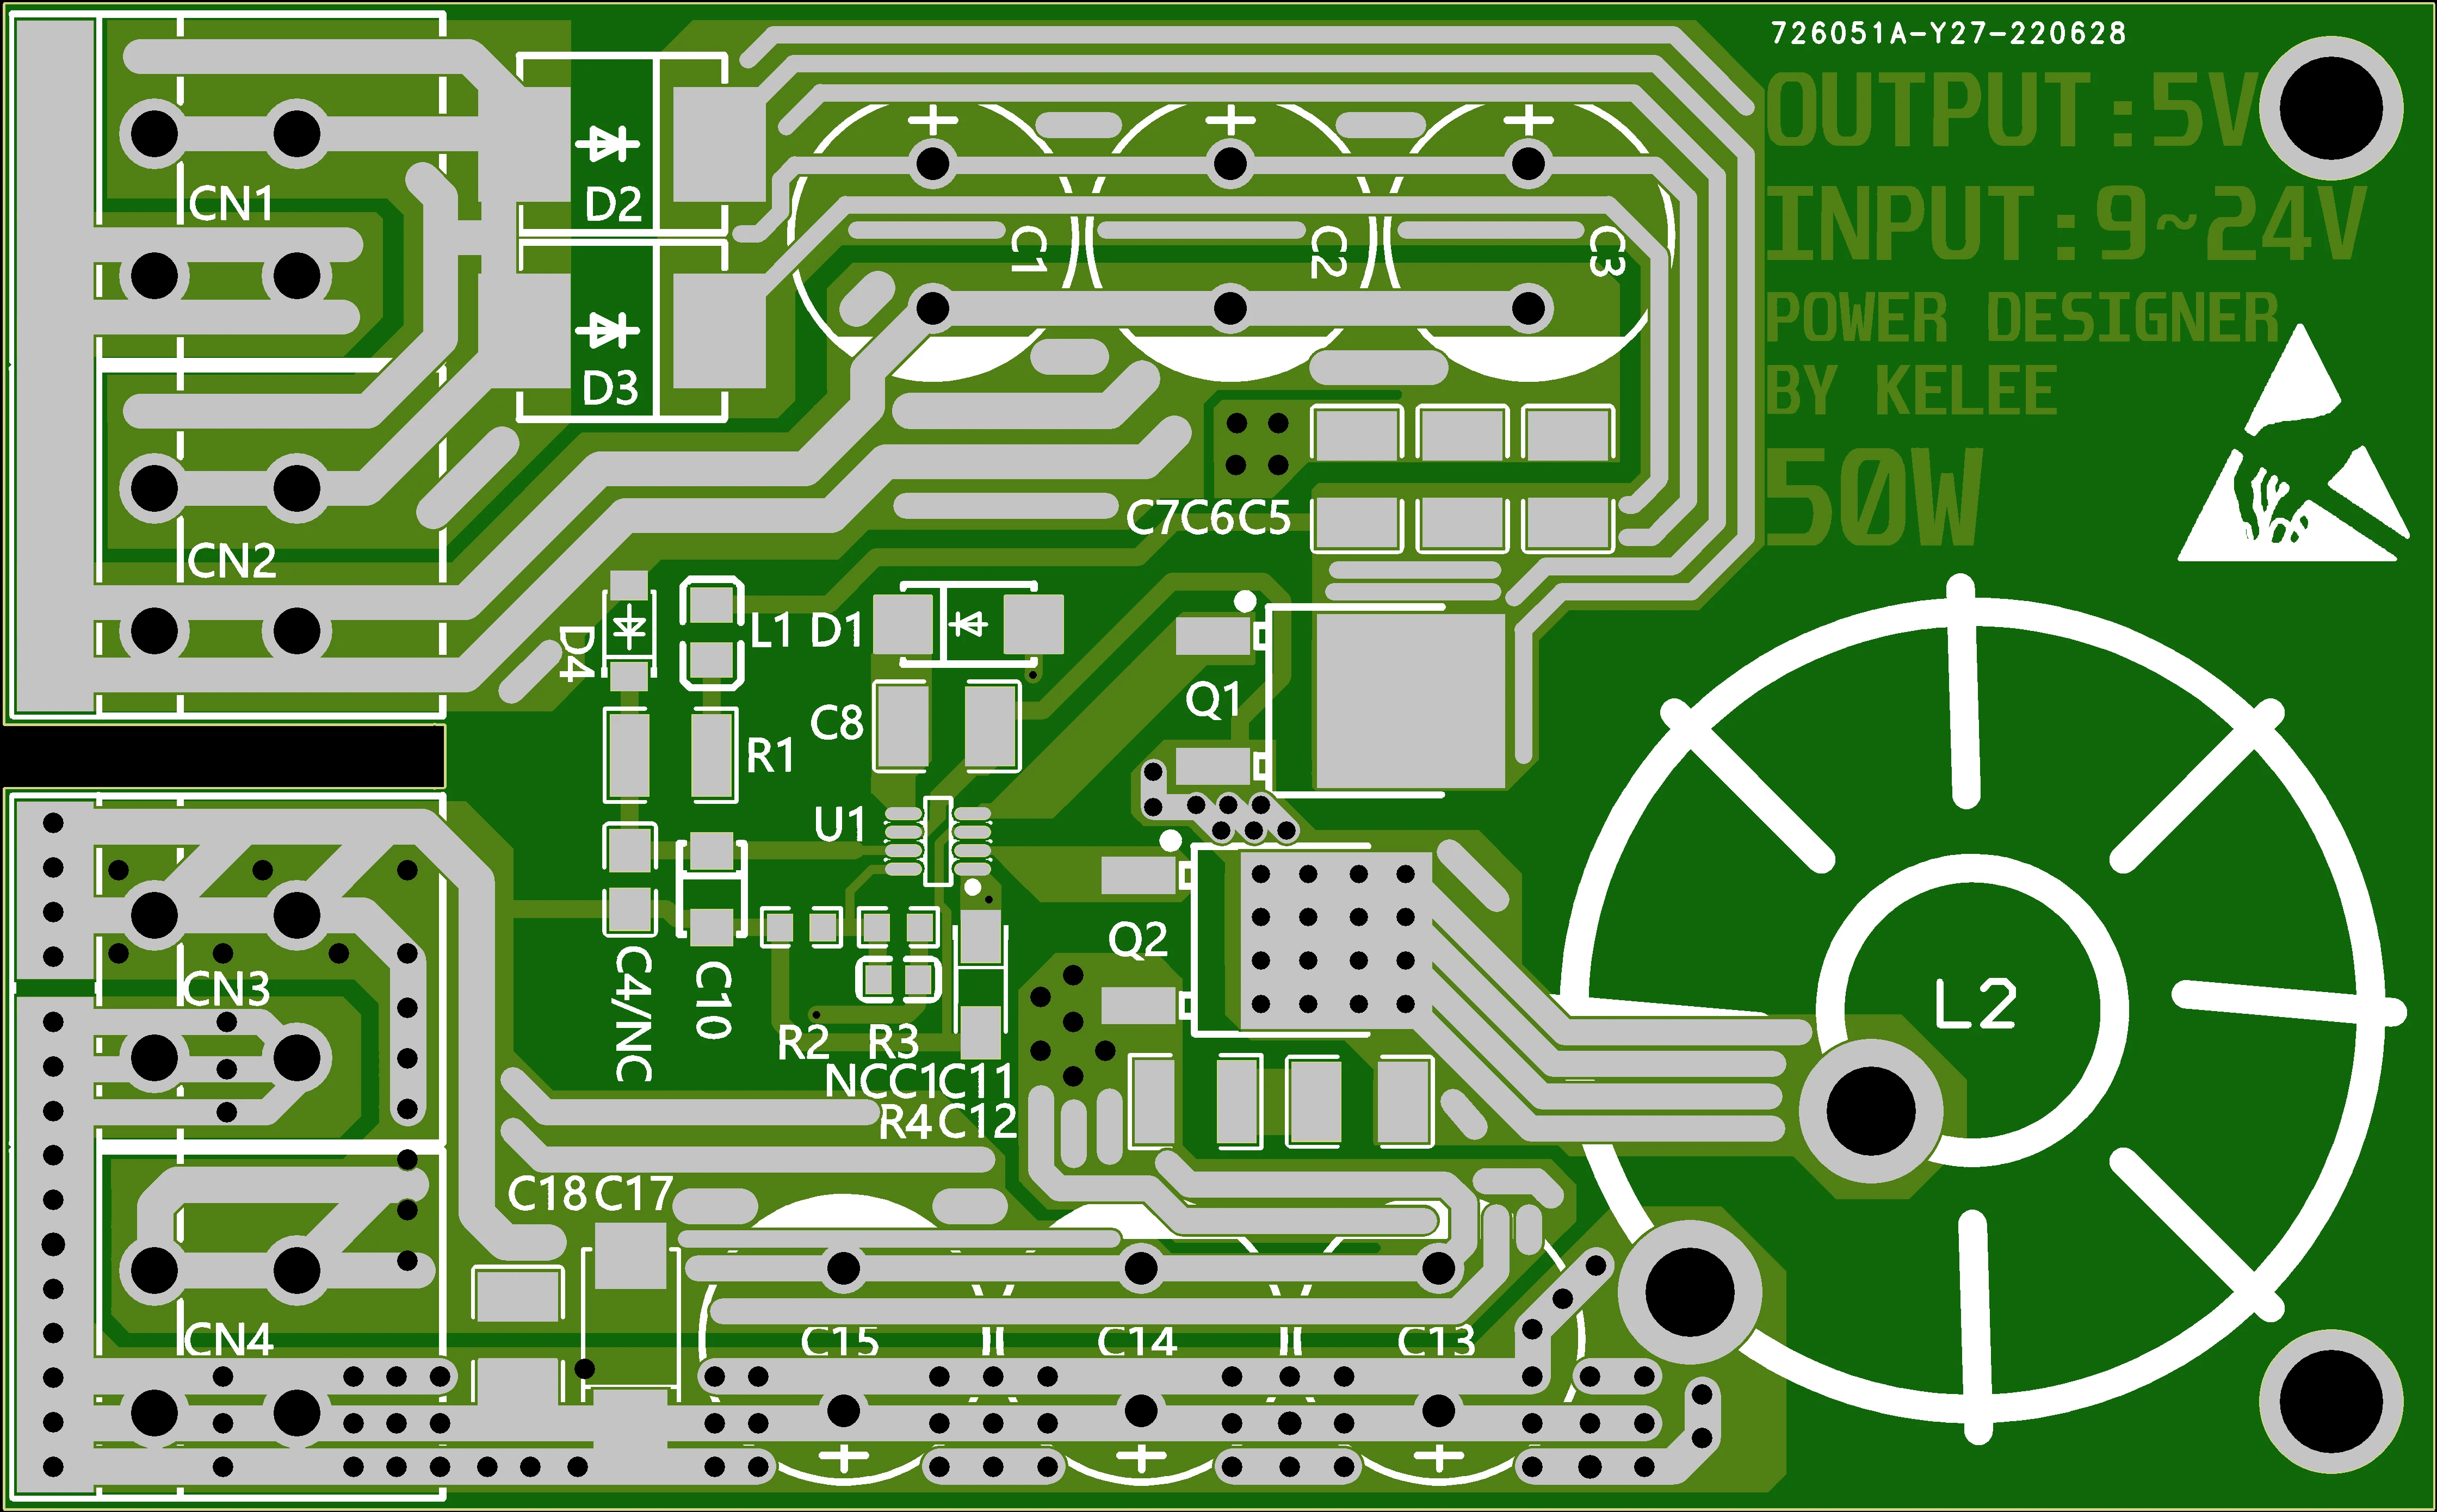 726051A-Y27-220628
OUTPUT:5V
INPUT:9~24V
POWER DESIGNER
BY KELEE
50W
CN1
D2
C1
C2
C3
D3
CN2
C7C6C5
D4
L1
D1
Q1
C8
R1
U1
Q2
CN3
C4/NC
C10
L2
R2
R3
NCC1C11
R4C12
C18C17
CN4
C15
C14
C13